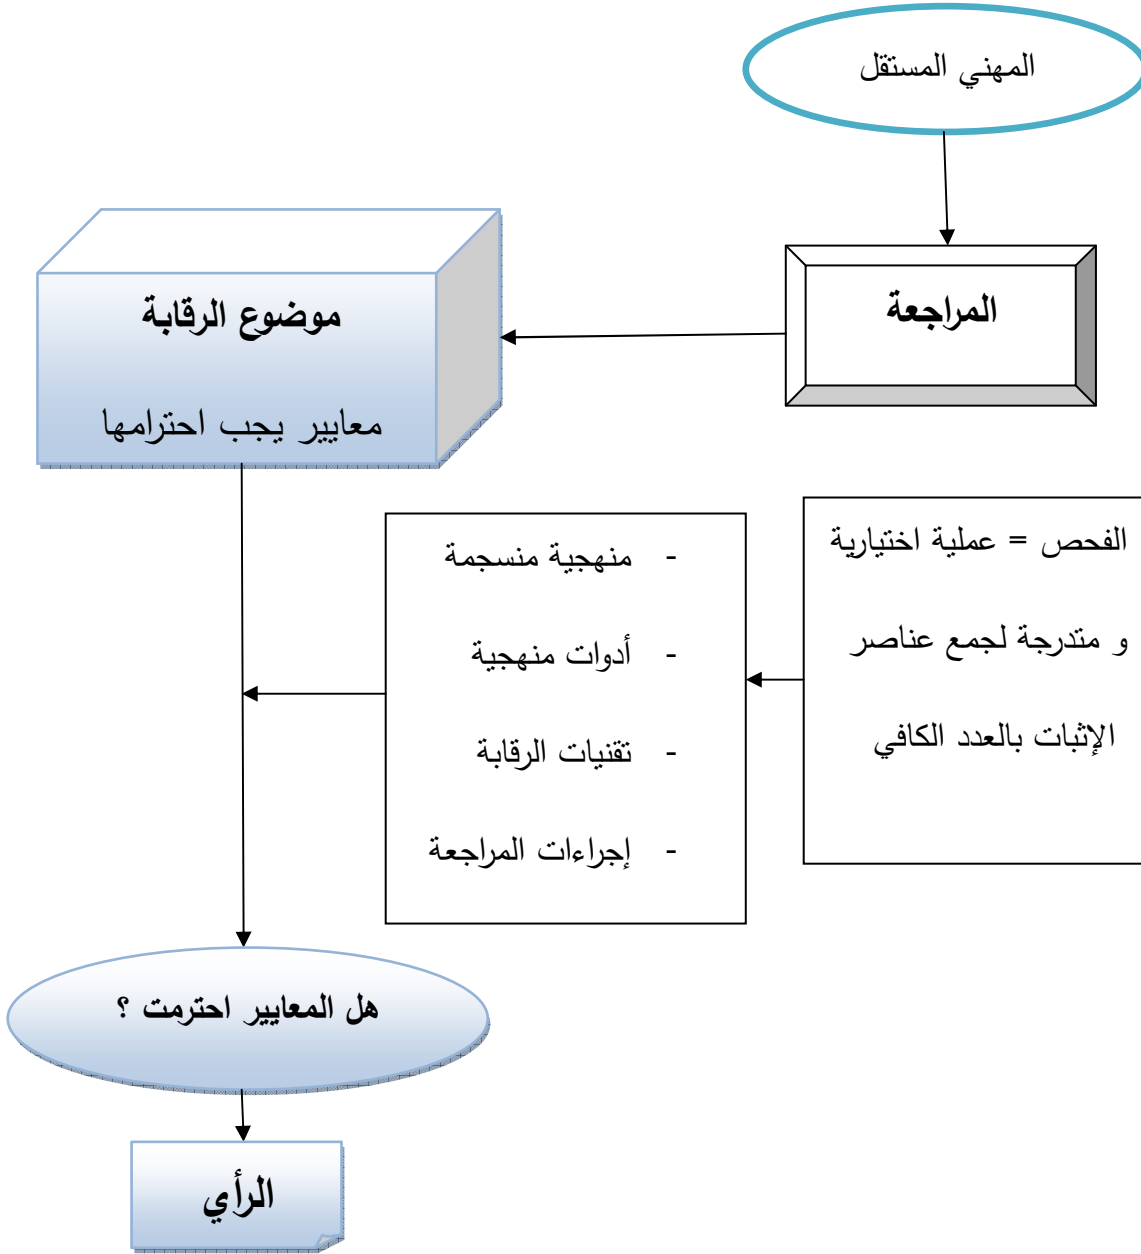 المهني المستقل
المراجعة
موضوع الرقابة
معايير يجب احترامها
الفحص = عملية اختيارية
و متدرجة لجمع عناصر
الإثبات بالعدد الكافي
- منهجية منسجمة
- أدوات منهجية
- تقنيات الرقابة
- إجراءات المراجعة
هل المعايير احترمت ؟
الرأي